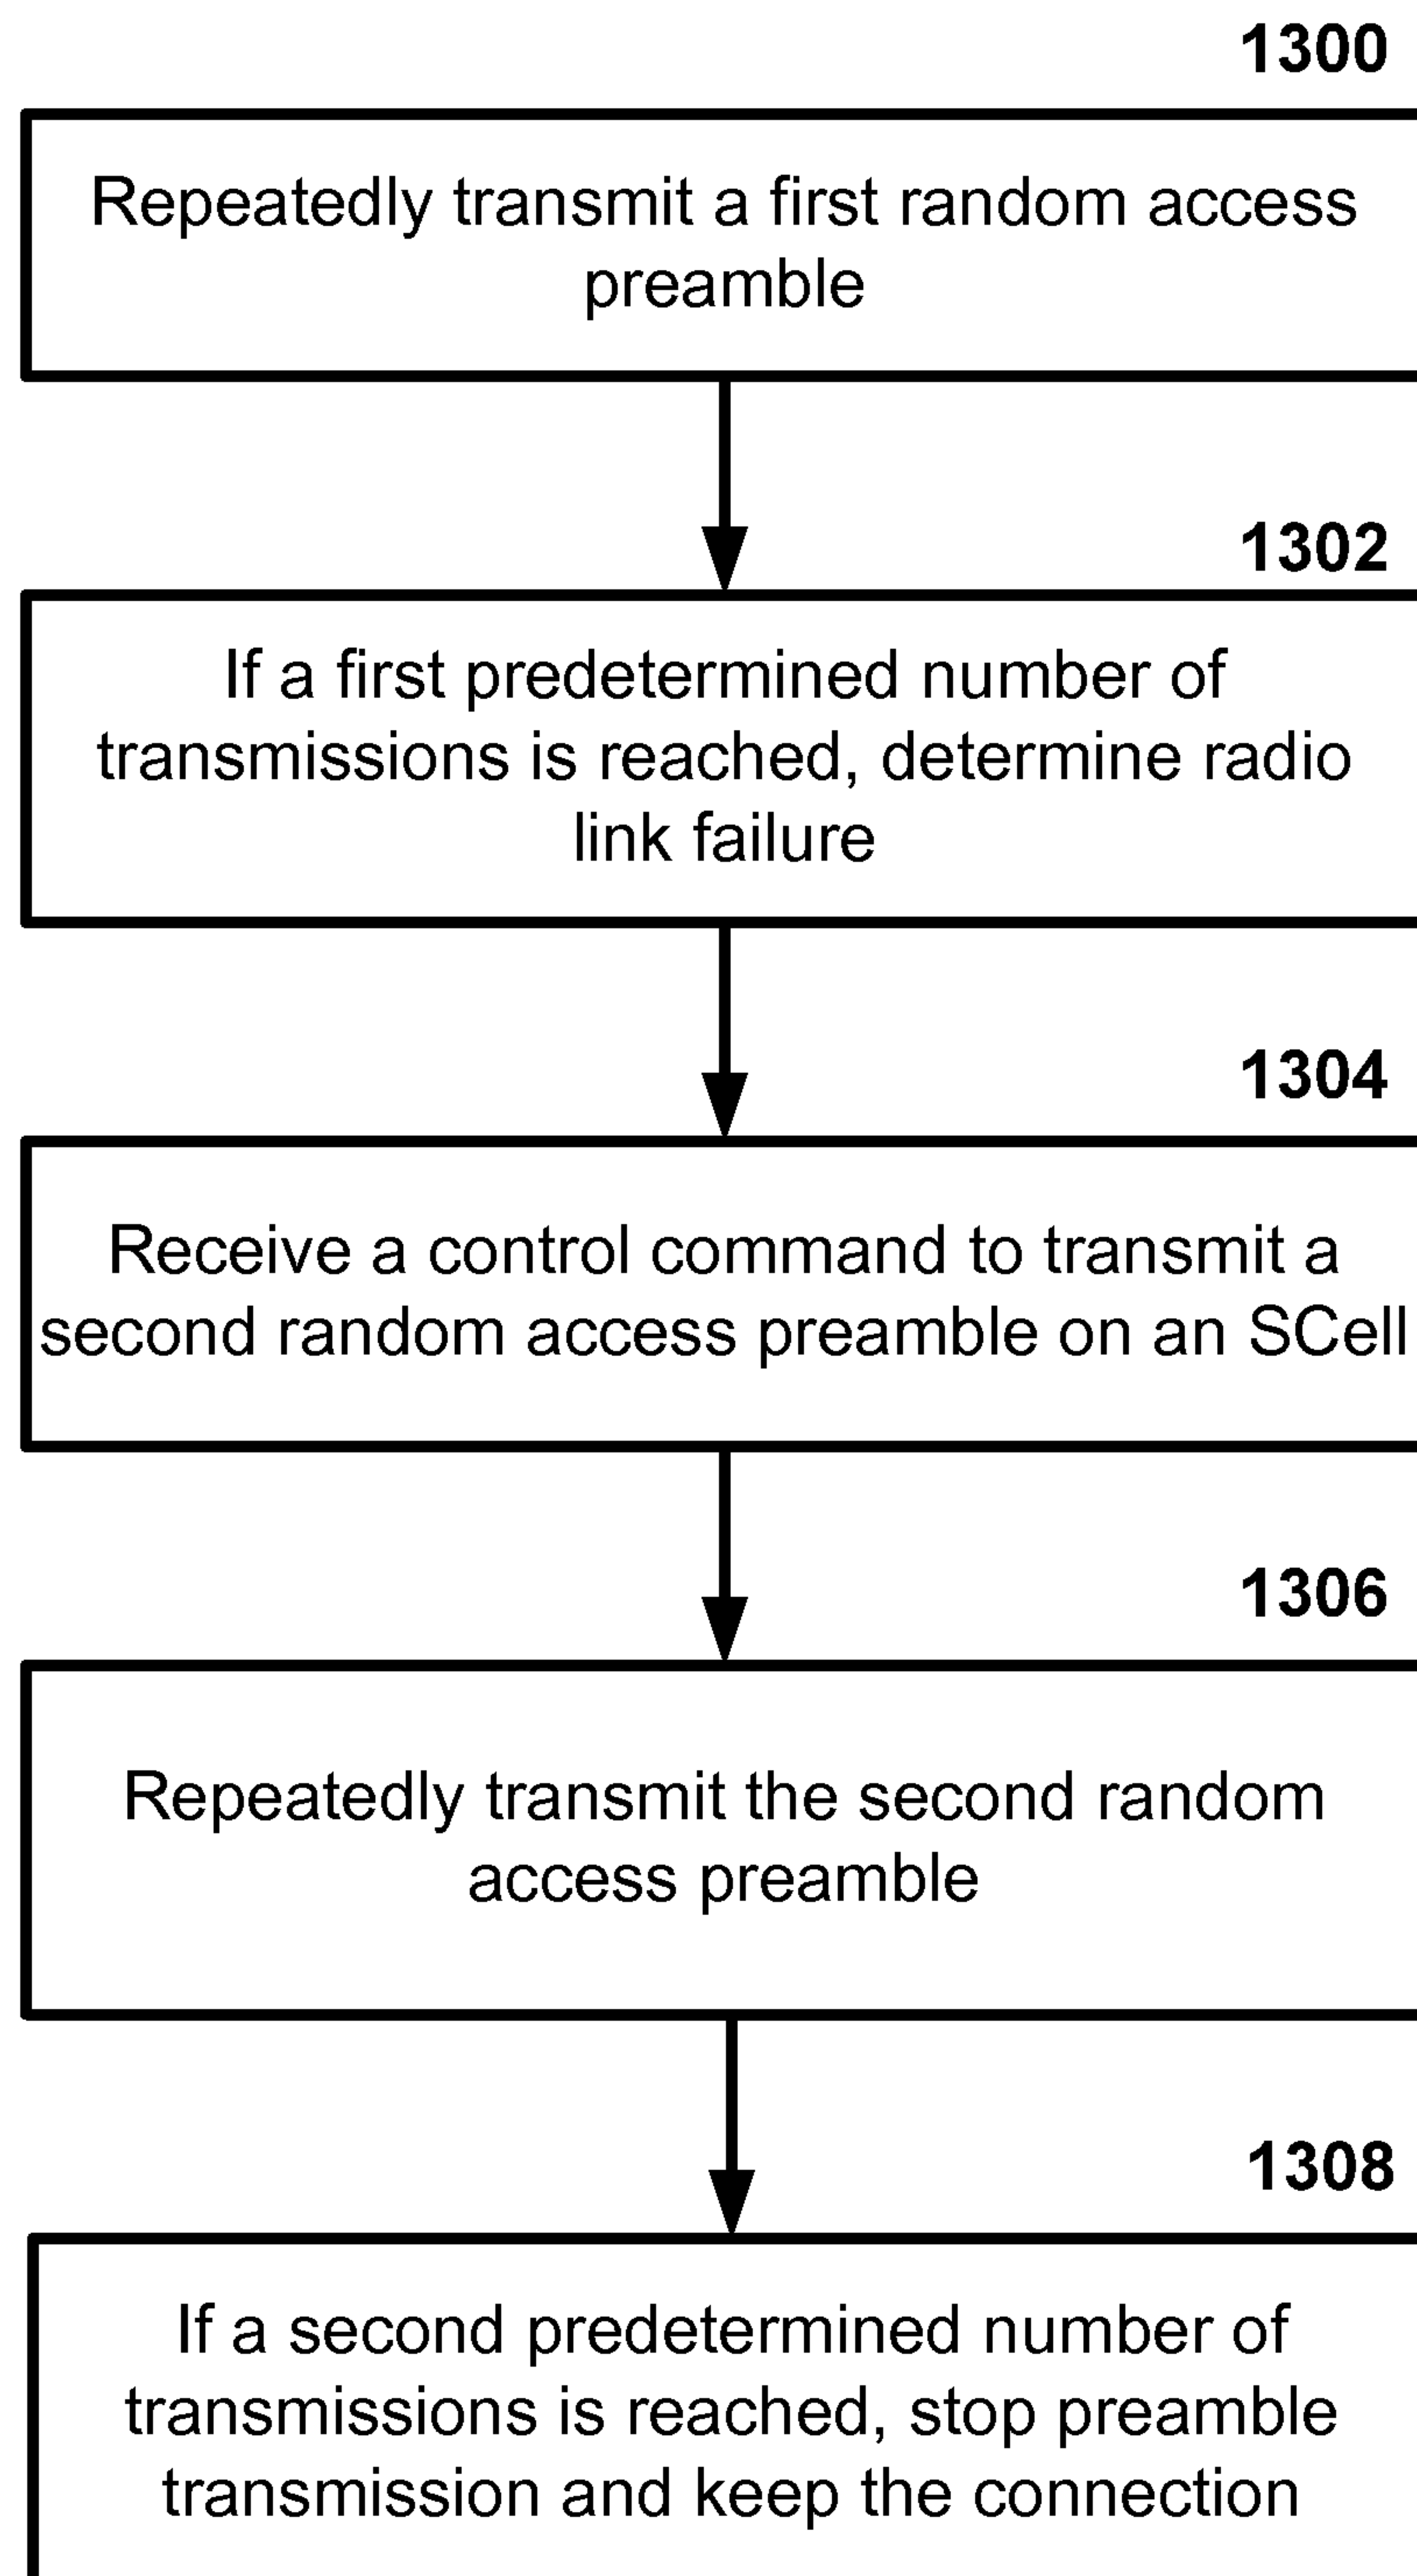 1300
Repeatedly transmit a first random access
preamble
1302
If a first predetermined number of
transmissions is reached, determine radio
link failure
1304
Receive a control command to transmit a
second random access preamble on an SCell
1306
Repeatedly transmit the second random
access preamble
1308
If a second predetermined number of
transmissions is reached, stop preamble
transmission and keep the connection